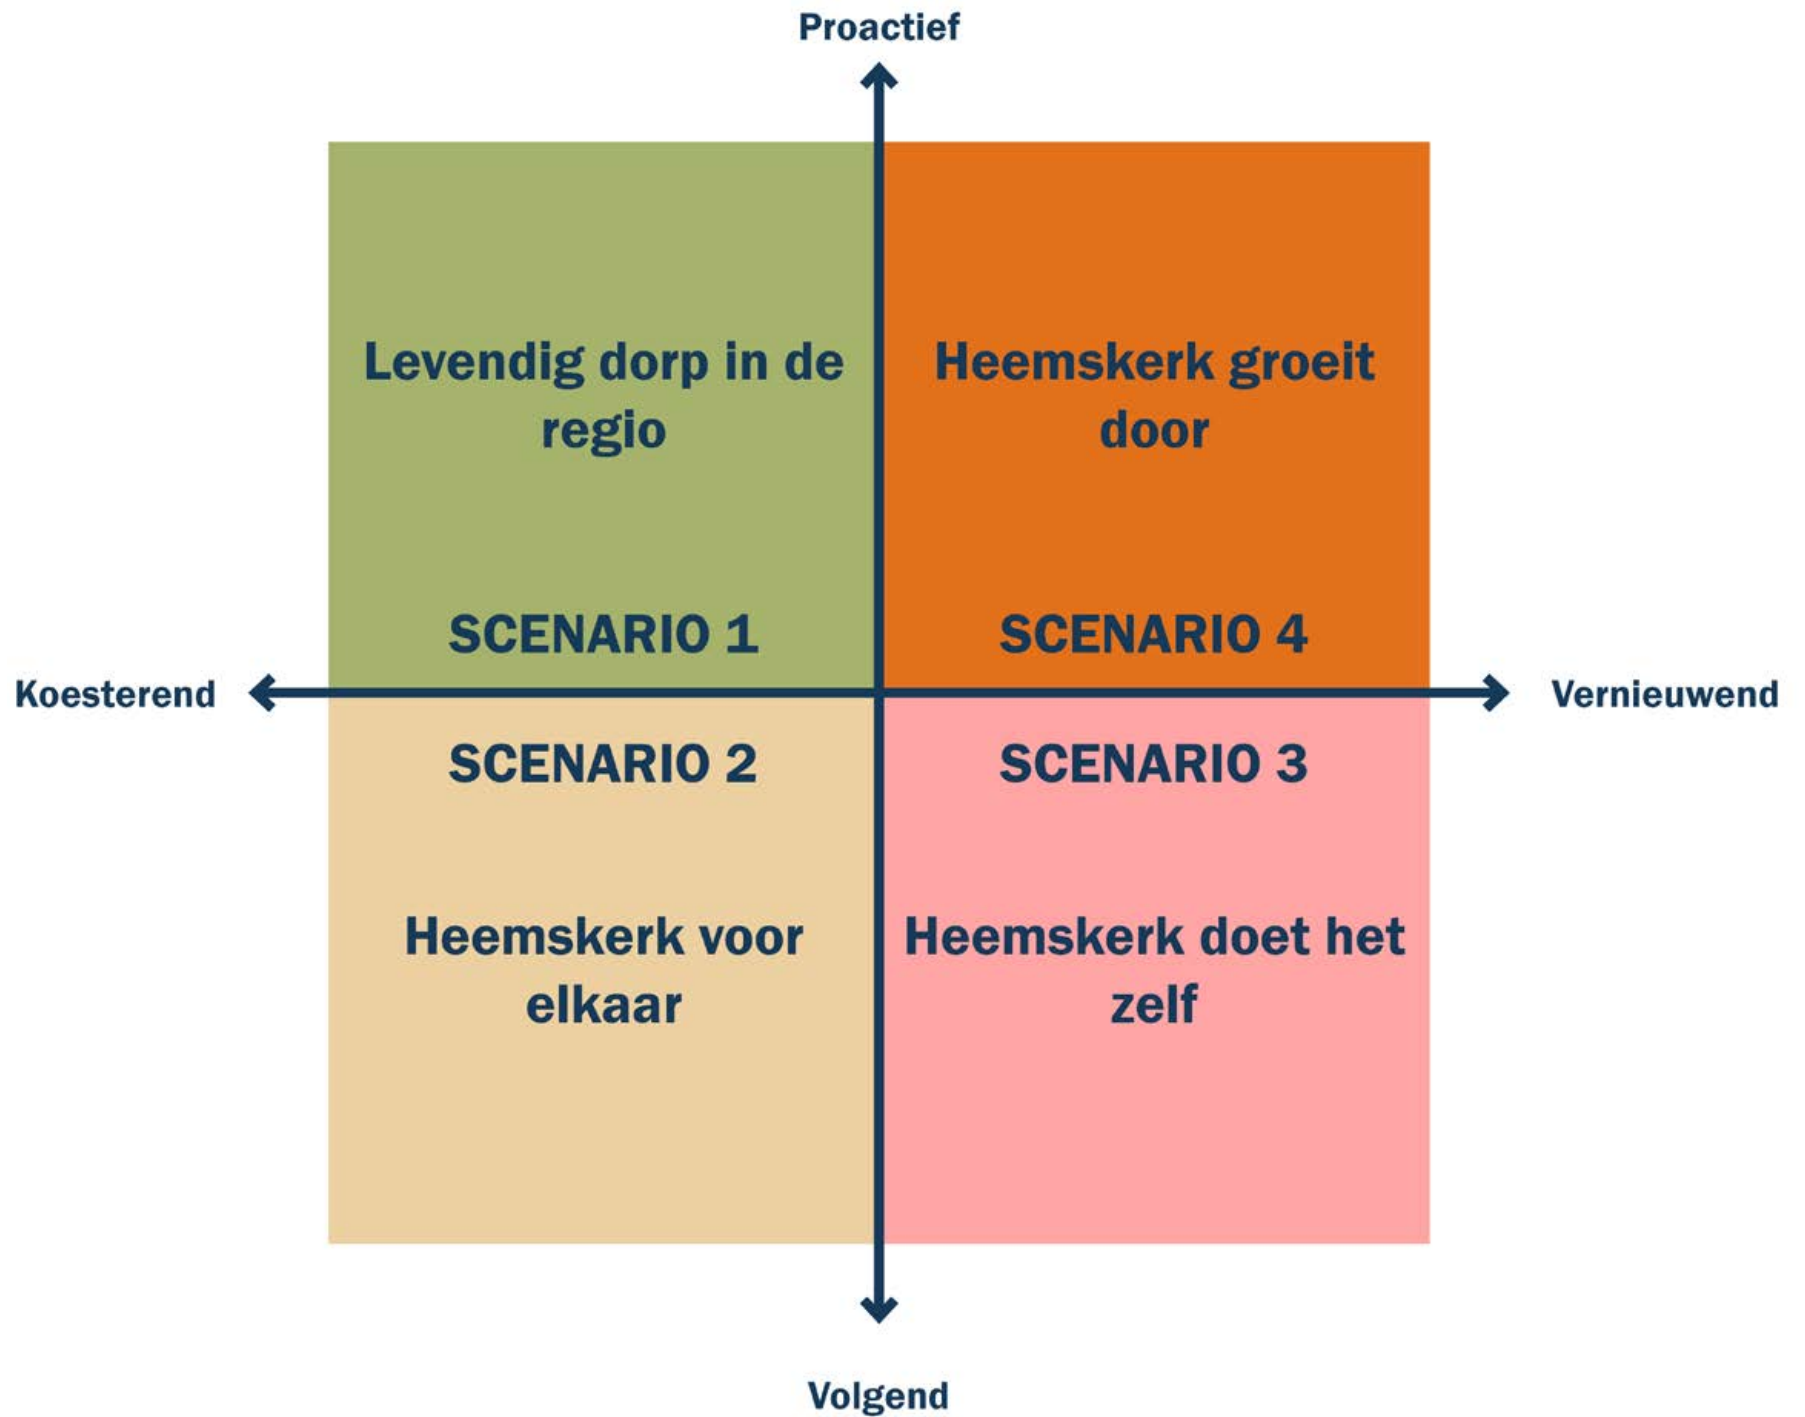 Proactief
Levendig dorp in de
regio
SCENARIO 1
Heemskerk groeit
door
SCENARIO 4
Koesterend
Vernieuwend
SCENARIO 2
Heemskerk voor
elkaar
SCENARIO 3
Heemskerk doet het
zelf
Volgend